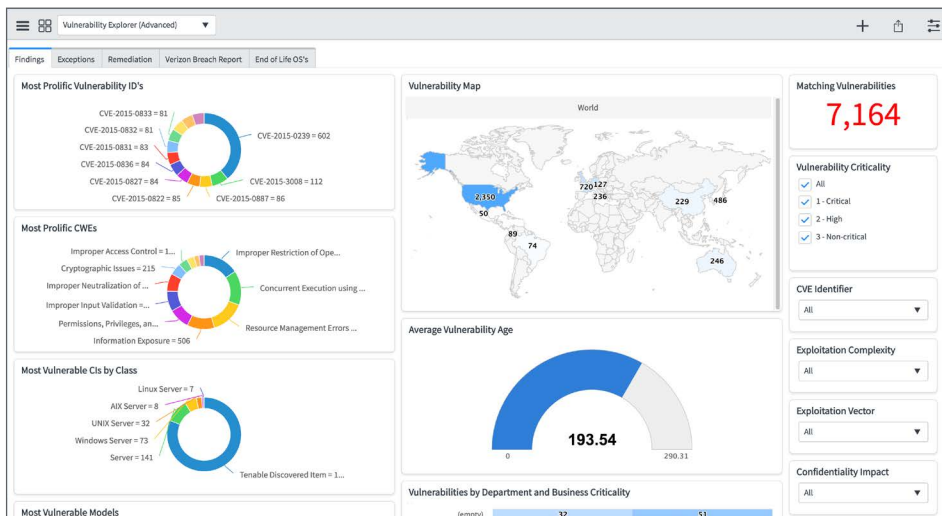 Vulnerability Explorer (Advanced)
Findings
Exceptions
Remediation
Verizon Breach Report
End of Life OS's
Most Prolific Vulnerability ID's
CVE-2015-0833 = 81
CVE-2015-0832 = 81
CVE-2015-0831 = 83
CVE-2015-0836 = 84
CVE-2015-0827 = 84
CVE-2015-0822 = 85
CVE-2015-0239 = 602
CVE-2015-3008 = 112
CVE-2015-0887 = 86
Most Prolific CWEs
Improper Access Control = 1...
Cryptographic Issues = 215
Improper Neutralization of ...
Improper Input Validation =...
Permissions, Privileges, an...
Information Exposure = 506
Improper Restriction of Ope...
Concurrent Execution using ...
Resource Management Errors ...
Most Vulnerable CIs by Class
Linux Server = 7
AIX Server = 8
UNIX Server = 32
Windows Server = 73
Server = 141
Tenable Discovered Item = 1...
Most Vulnerable Models
Vulnerability Map
World
2,350
50
89
74
720
127
236
229
486
246
Average Vulnerability Age
193.54
0
290.31
Vulnerabilities by Department and Business Criticality
(empty)
32
51
Matching Vulnerabilities
7,164
Vulnerability Criticality
All
1 - Critical
2 - High
3 - Non-critical
CVE Identifier
All
Exploitation Complexity
All
Exploitation Vector
All
Confidentiality Impact
All